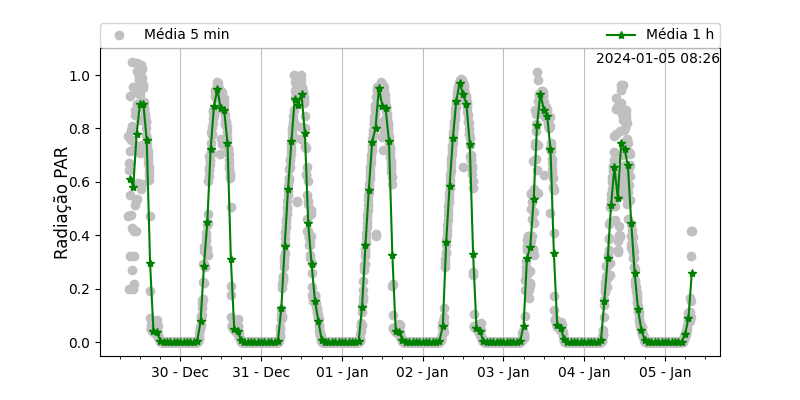 Média 5 min
Média 1 h
2024-01-05 08:26
Radiação PAR
1.0
0.8
0.6
0.4
0.2
0.0
30 - Dec
31 - Dec
01 - Jan
02 - Jan
03 - Jan
04 - Jan
05 - Jan